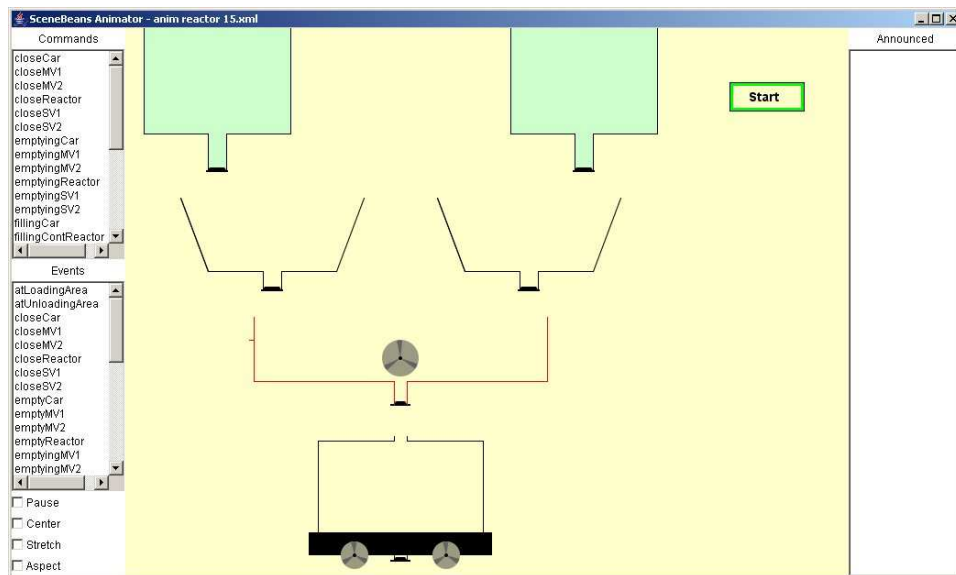 SceneBeans Animator - anim reactor 15.xml
Commands
closeCar
closeMV1
closeMV2
closeReactor
closeSV1
closeSV2
emptyingCar
emptyingMV1
emptyingMV2
emptyingReactor
emptyingSV1
emptyingSV2
fillingCar
fillingContReactor
Events
atLoadingArea
atUnloadingArea
closeCar
closeMV1
closeMV2
closeReactor
closeSV1
closeSV2
emptyCar
emptyMV1
emptyMV2
emptyReactor
emptyingMV1
emptyingMV2
Pause
Center
Stretch
Aspect
Start
Announced